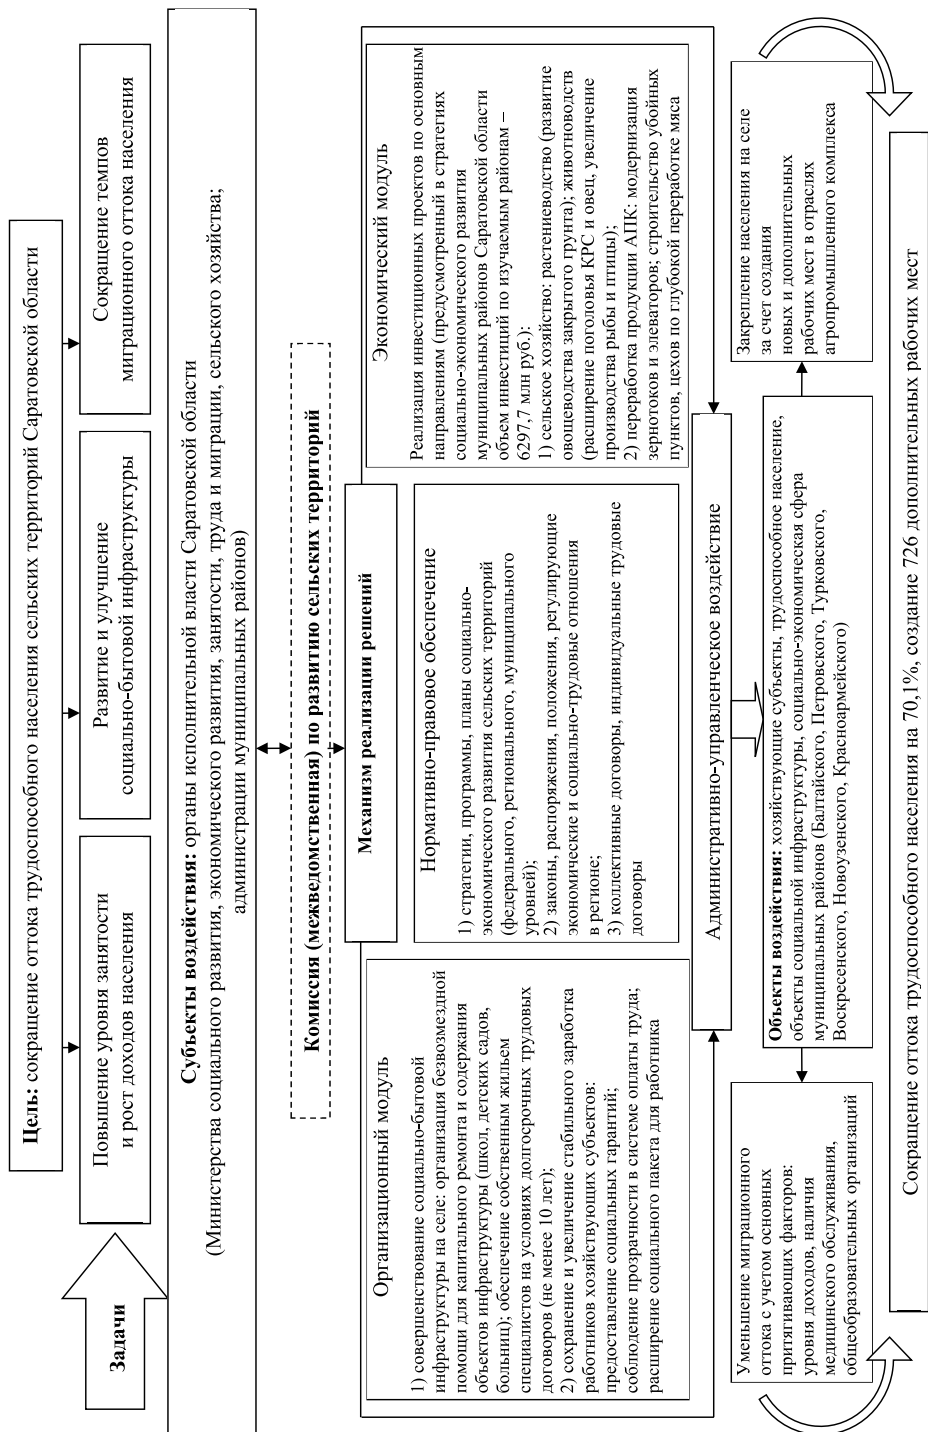 Цель: сокращение оттока трудоспособного населения сельских территорий Саратовской области
Задачи
Повышение уровня занятости
и рост доходов населения
Развитие и улучшение
социально-бытовой инфраструктуры
Сокращение темпов
миграционного оттока населения
Субъекты воздействия: органы исполнительной власти Саратовской области
(Министерства социального развития, экономического развития, занятости, труда и миграции, сельского хозяйства;
администрации муниципальных районов)
Комиссия (межведомственная) по развитию сельских территорий
Механизм реализации решений
Организационный модуль
1) совершенствование социально-бытовой
инфраструктуры на селе: организация безвозмездной
помощи для капитального ремонта и содержания
объектов инфраструктуры (школ, детских садов,
больниц); обеспечение собственным жильем
специалистов на условиях долгосрочных трудовых
договоров (не менее 10 лет);
2) сохранение и увеличение стабильного заработка
работников хозяйствующих субъектов:
предоставление социальных гарантий;
соблюдение прозрачности в системе оплаты труда;
расширение социального пакета для работника
Нормативно-правовое обеспечение
1) стратегии, программы, планы социально-
экономического развития сельских территорий
(федерального, регионального, муниципального
уровней);
2) законы, распоряжения, положения, регулирующие
экономические и социально-трудовые отношения
в регионе;
3) коллективные договоры, индивидуальные трудовые
договоры
Экономический модуль
Реализация инвестиционных проектов по основным
направлениям (предусмотренный в стратегиях
социально-экономического развития
муниципальных районов Саратовской области
объем инвестиций по изучаемым районам –
6297,7 млн руб.):
1) сельское хозяйство: растениеводство (развитие
овощеводства закрытого грунта); животноводств
(расширение поголовья КРС и овец, увеличение
производства рыбы и птицы);
2) переработка продукции АПК: модернизация
зернотоков и элеваторов; строительство убойных
пунктов, цехов по глубокой переработке мяса
Административно-управленческое воздействие
Объекты воздействия: хозяйствующие субъекты, трудоспособное население,
объекты социальной инфраструктуры, социально-экономическая сфера
муниципальных районов (Балтайского, Петровского, Турковского,
Воскресенского, Новоузенского, Красноармейского)
Уменьшение миграционного
оттока с учетом основных
притягивающих факторов:
уровня доходов, наличия
медицинского обслуживания,
общеобразовательных организаций
Закрепление населения на селе
за счет создания
новых и дополнительных
рабочих мест в отраслях
агропромышленного комплекса
Сокращение оттока трудоспособного населения на 70,1%, создание 726 дополнительных рабочих мест